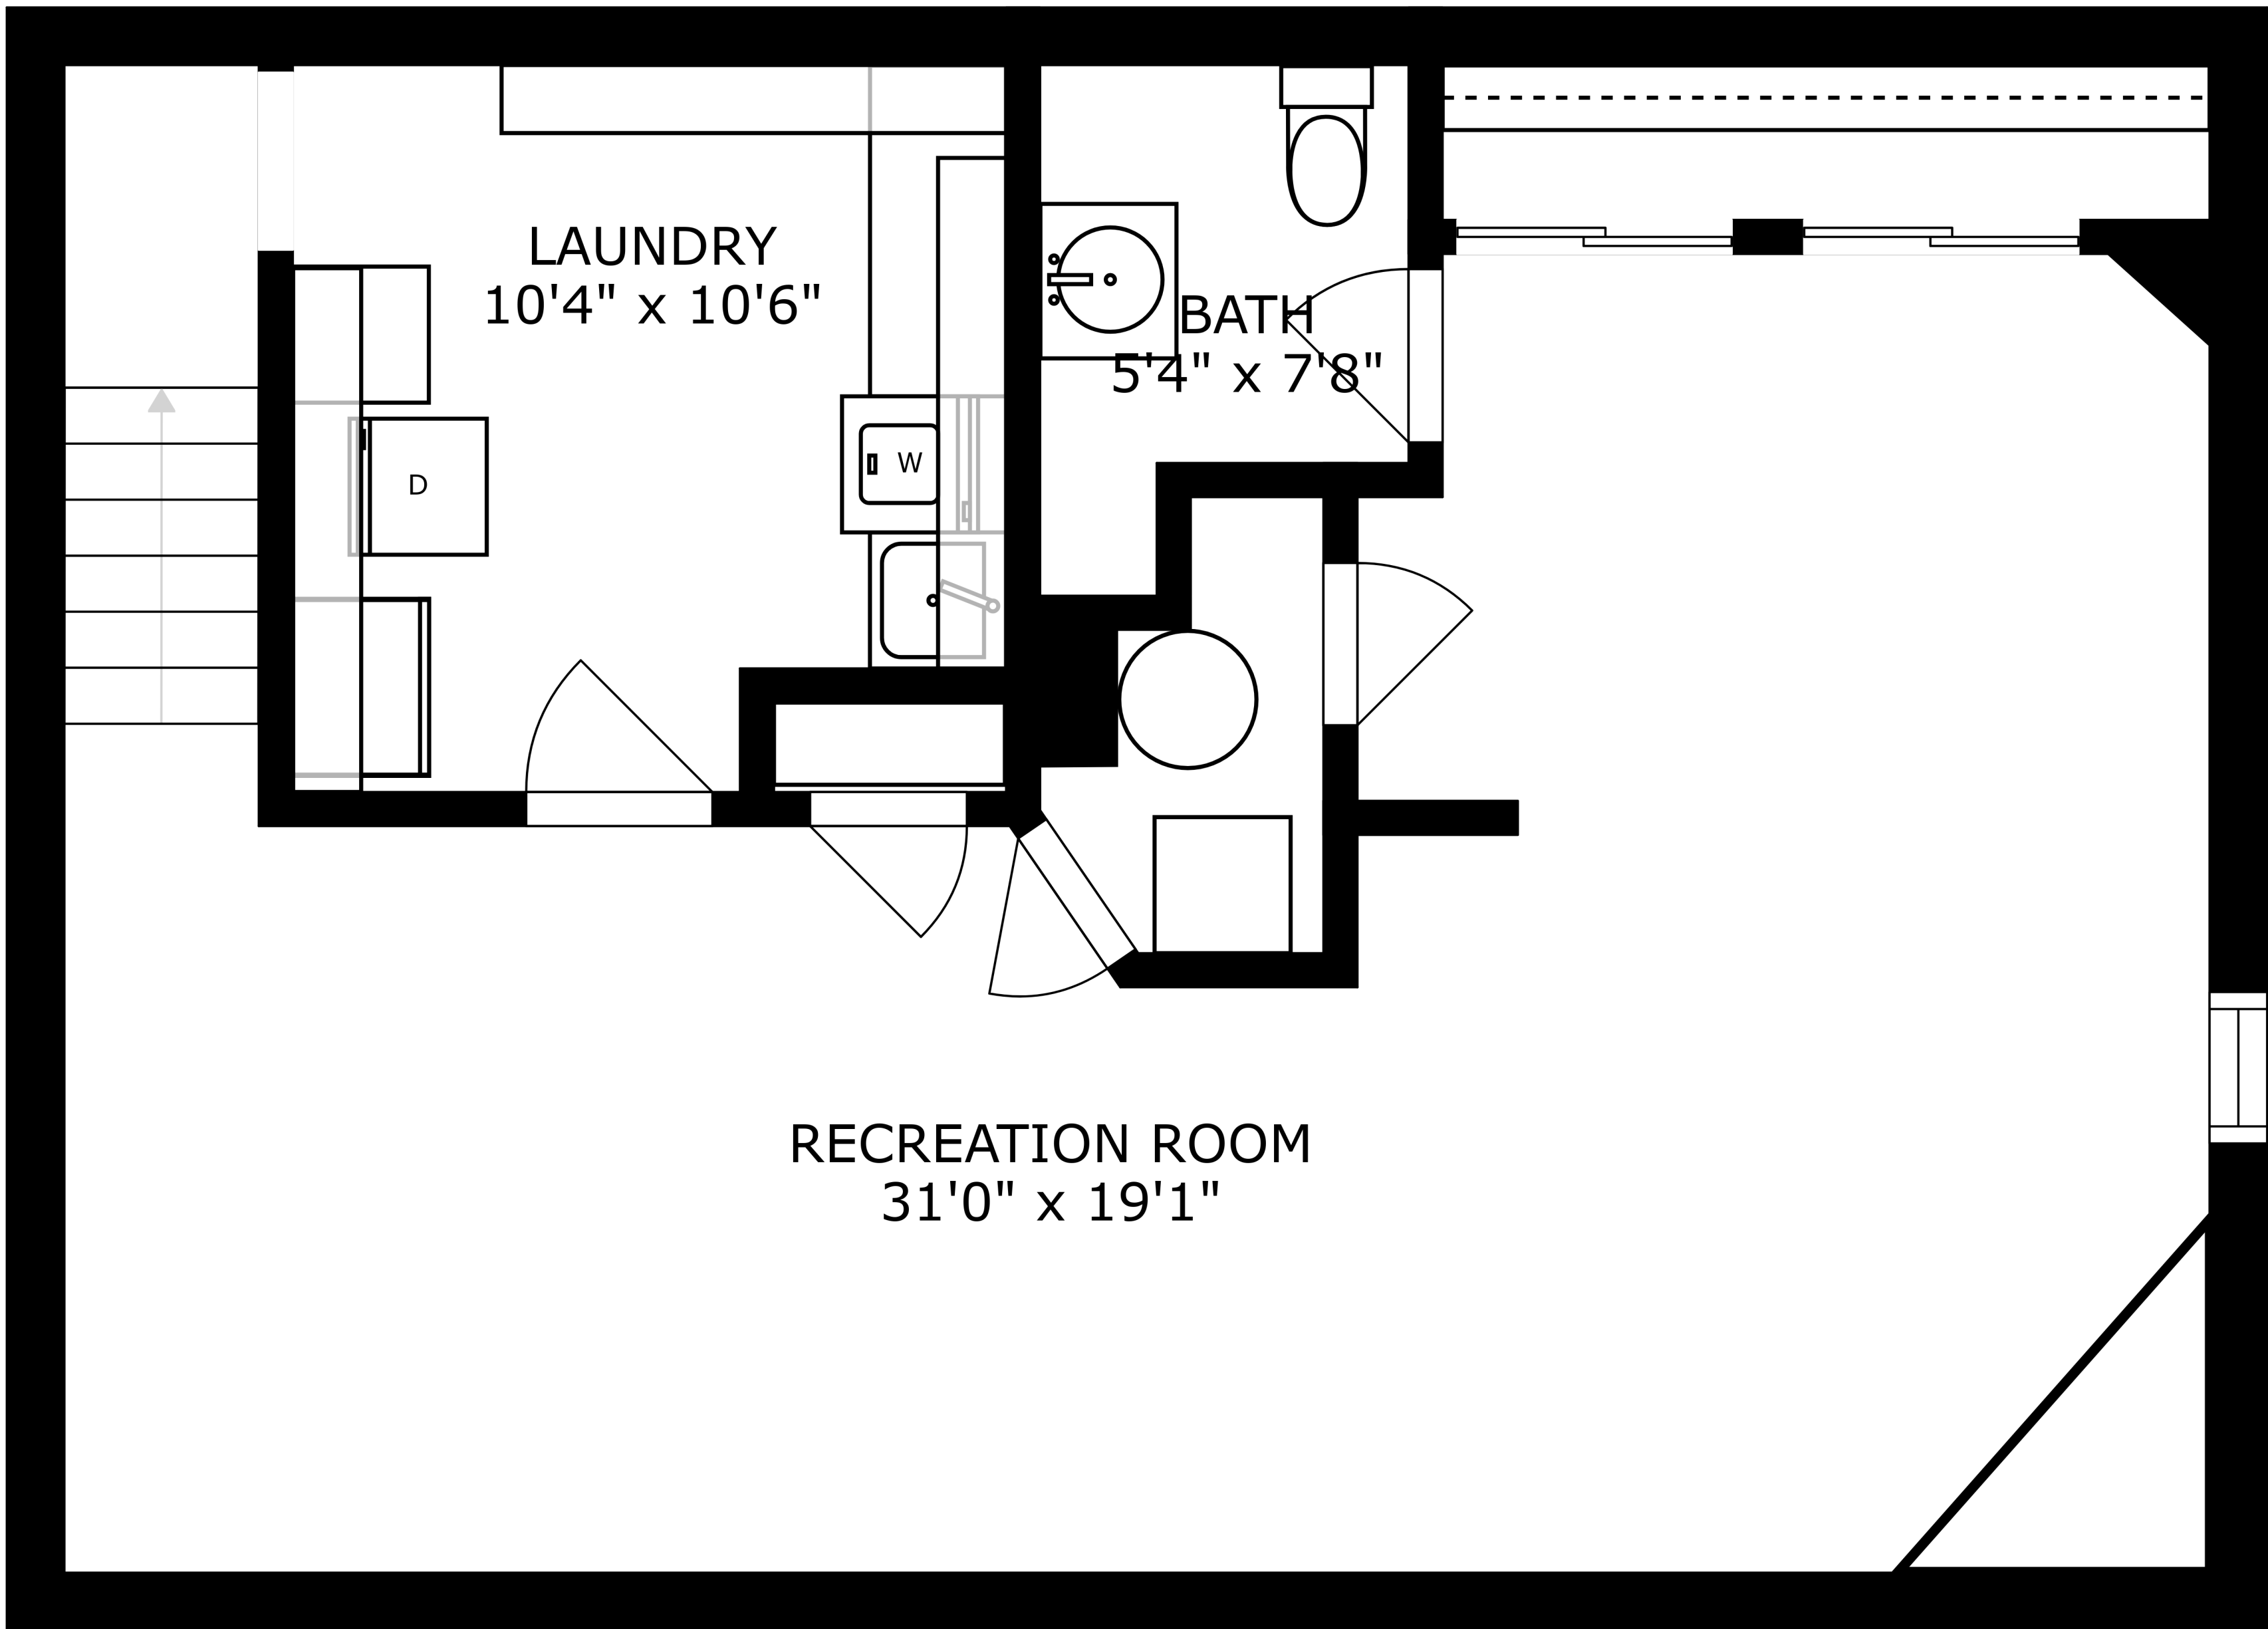 LAUNDRY
10'4" x 10'6"
BATH
5'4" x 7'8"
W
D
RECREATION ROOM
31'0" x 19'1"